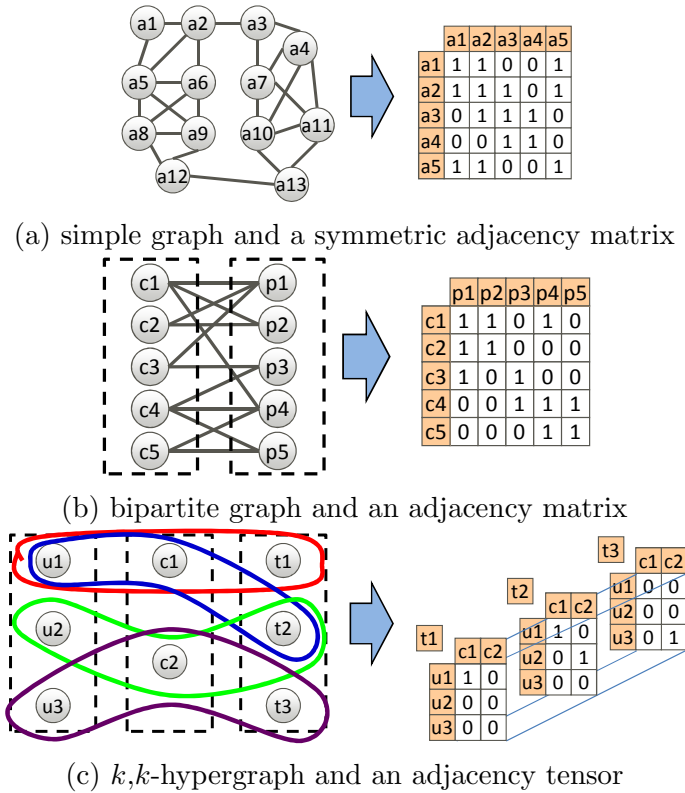 a1 a2 a3
a4
a5 a6 a7
a8 a9 a10 a11
a12 a13
a1 a2 a3 a4 a5
a1 1 1 0 0 1
a2 1 1 1 0 1
a3 0 1 1 1 0
a4 0 0 1 1 0
a5 1 1 0 0 1
(a) simple graph and a symmetric adjacency matrix
c1 p1
c2 p2
c3 p3
c4 p4
c5 p5
p1 p2 p3 p4 p5
c1 1 1 0 1 0
c2 1 1 0 0 0
c3 1 0 1 0 0
c4 0 0 1 1 1
c5 0 0 0 1 1
(b) bipartite graph and an adjacency matrix
u1 c1 t1
u2 t2
c2
u3 t3
t1
c1 c2
u1 1 0
u2 0 0
u3 0 0
t2
c1 c2
u1 1 0
u2 0 1
u3 0 0
t3
c1 c2
u1 0 0
u2 0 0
u3 0 1
(c) k,k-hypergraph and an adjacency tensor